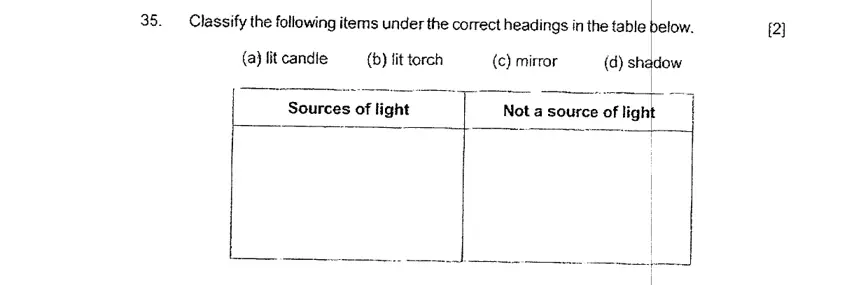 35. Classify the following items under the correct headings in the table below. [2]
(a) lit candle (b) lit torch (c) mirror (d) shadow
Sources of light Not a source of light